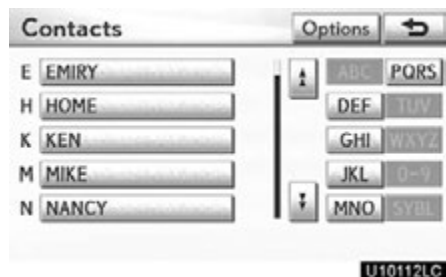 Contacts Options
E EMIRY ABC PQRS
H HOME DEF TUV
K KEN GHI WXYZ
M MIKE JKL 0-9
N NANCY MNO SYBL
U10112LC